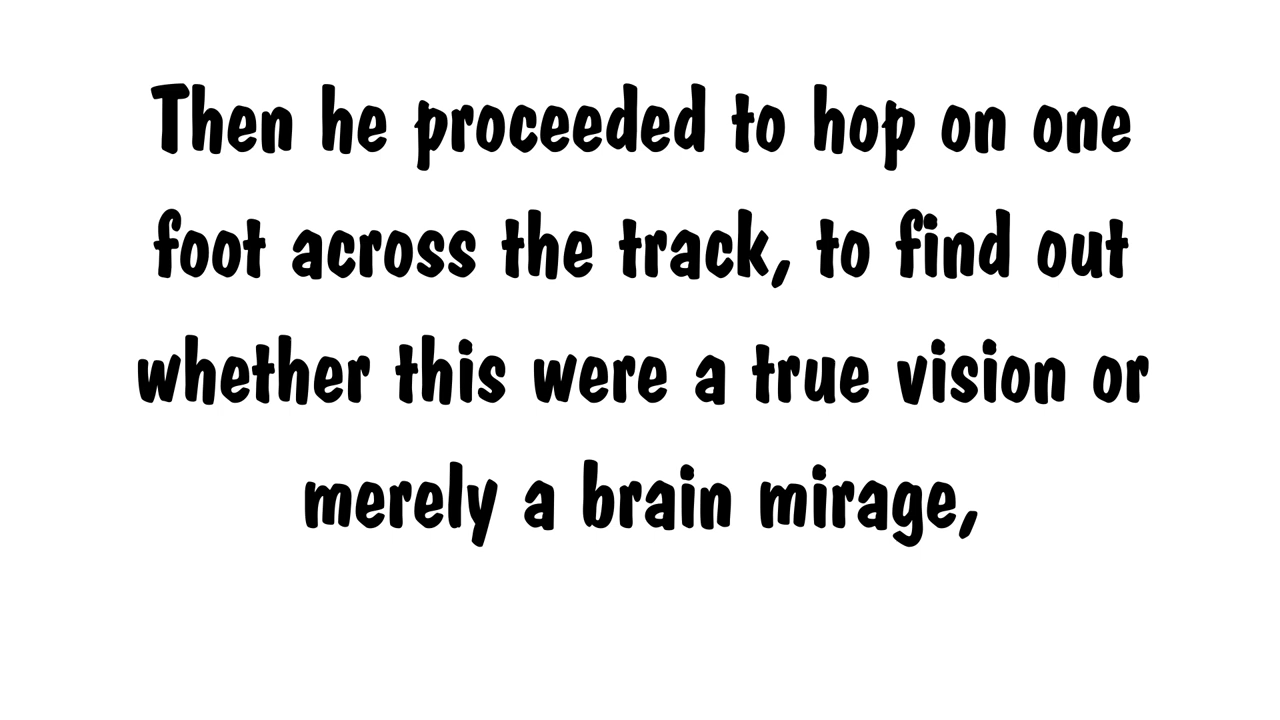 Then he proceeded to hop on one
foot across the track, to find out
whether this were a true vision or
merely a brain mirage,